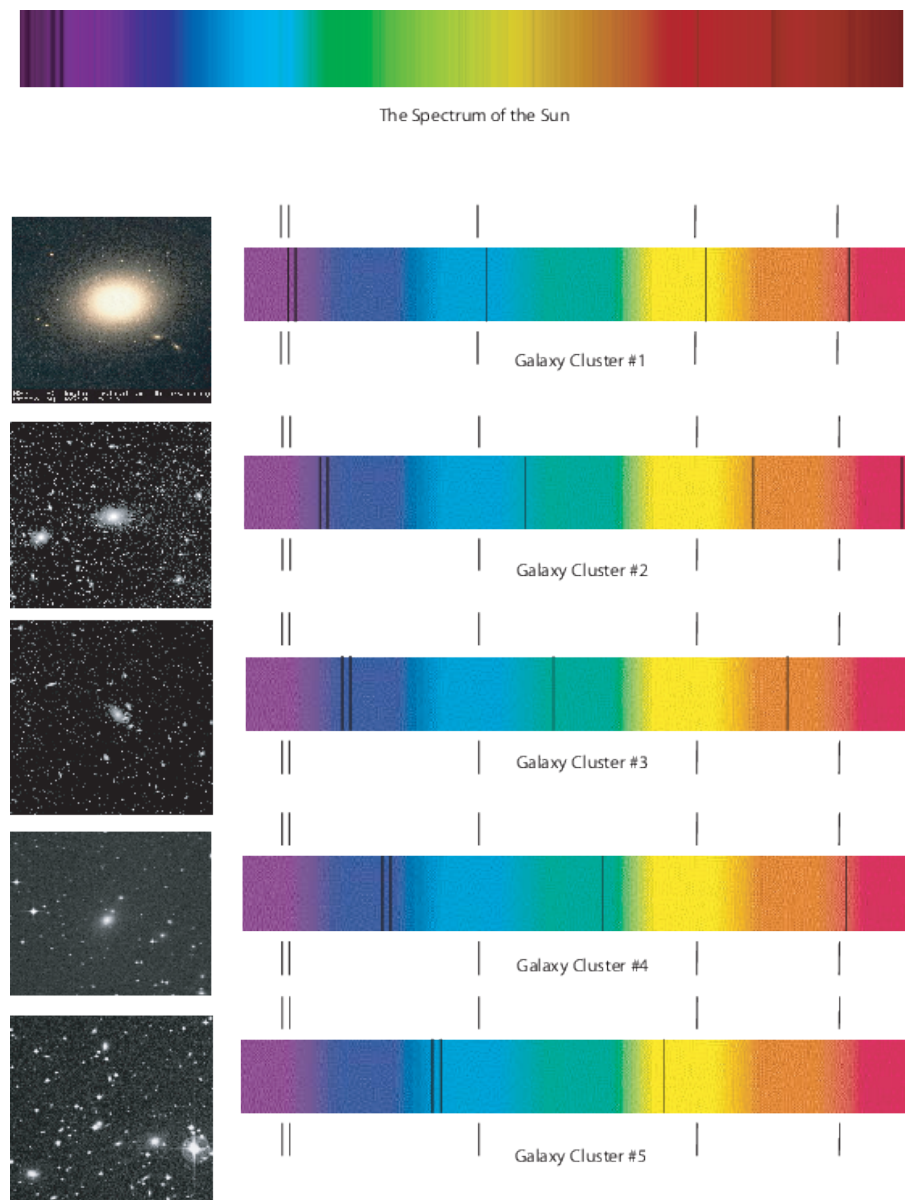 The Spectrum of the Sun
Galaxy Cluster #1
Galaxy Cluster #2
Galaxy Cluster #3
Galaxy Cluster #4
Galaxy Cluster #5